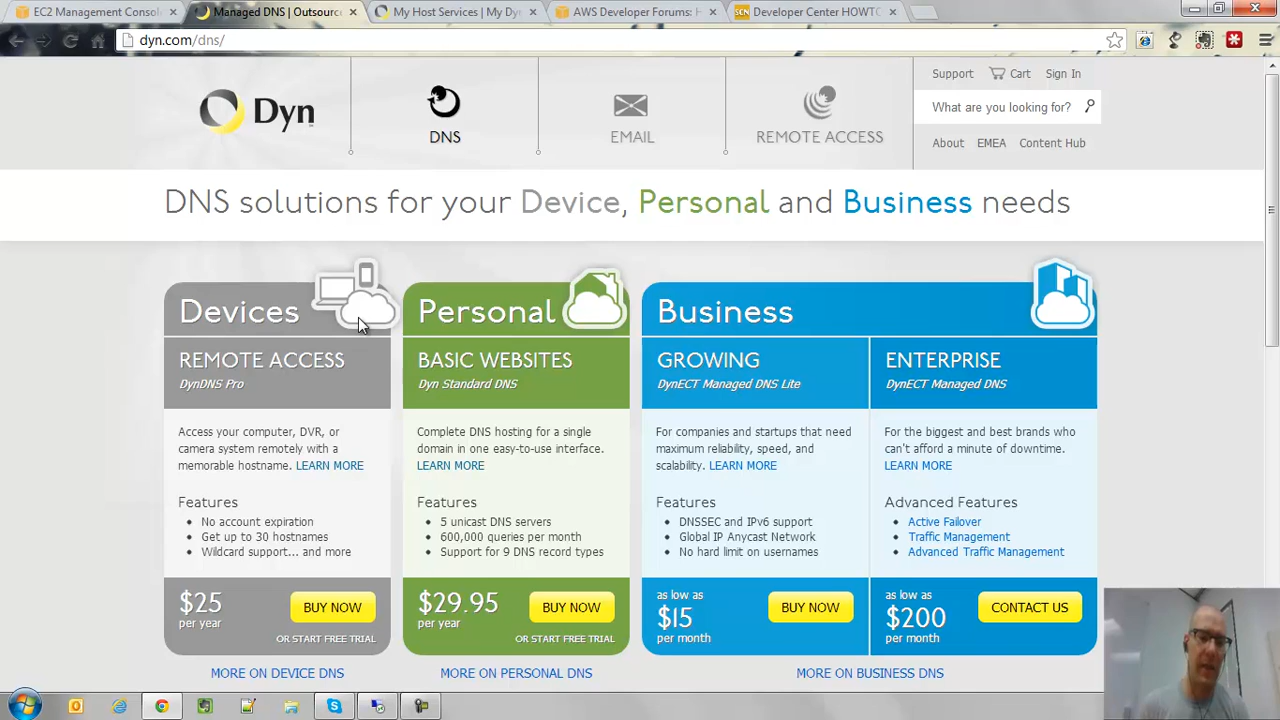 EC2 Management Consol
Managed DNS | Outsourc
My Host Services | My Dy
AWS Developer Forums: H
SCN Developer Center HOWTO
dyn.com/dns/
Dyn
DNS
EMAIL
REMOTE ACCESS
Support Cart Sign In
What are you looking for?
About EMEA Content Hub
DNS solutions for your Device, Personal and Business needs
Devices
REMOTE ACCESS
DynDNS Pro
Access your computer, DVR, or
camera system remotely with a
memorable hostname. LEARN MORE
Features
• No account expiration
• Get up to 30 hostnames
• Wildcard support... and more
$25
per year
BUY NOW
OR START FREE TRIAL
MORE ON DEVICE DNS
Personal
BASIC WEBSITES
Dyn Standard DNS
Complete DNS hosting for a single
domain in one easy-to-use interface.
LEARN MORE
Features
• 5 unicast DNS servers
• 600,000 queries per month
• Support for 9 DNS record types
$29.95
per year
BUY NOW
OR START FREE TRIAL
MORE ON PERSONAL DNS
Business
GROWING
DynECT Managed DNS Lite
For companies and startups that need
maximum reliability, speed, and
scalability. LEARN MORE
Features
• DNSSEC and IPv6 support
• Global IP Anycast Network
• No hard limit on usernames
as low as
$15
per month
BUY NOW
ENTERPRISE
DynECT Managed DNS
For the biggest and best brands who
can't afford a minute of downtime.
LEARN MORE
Advanced Features
• Active Failover
• Traffic Management
• Advanced Traffic Management
as low as
$200
per month
CONTACT US
MORE ON BUSINESS DNS